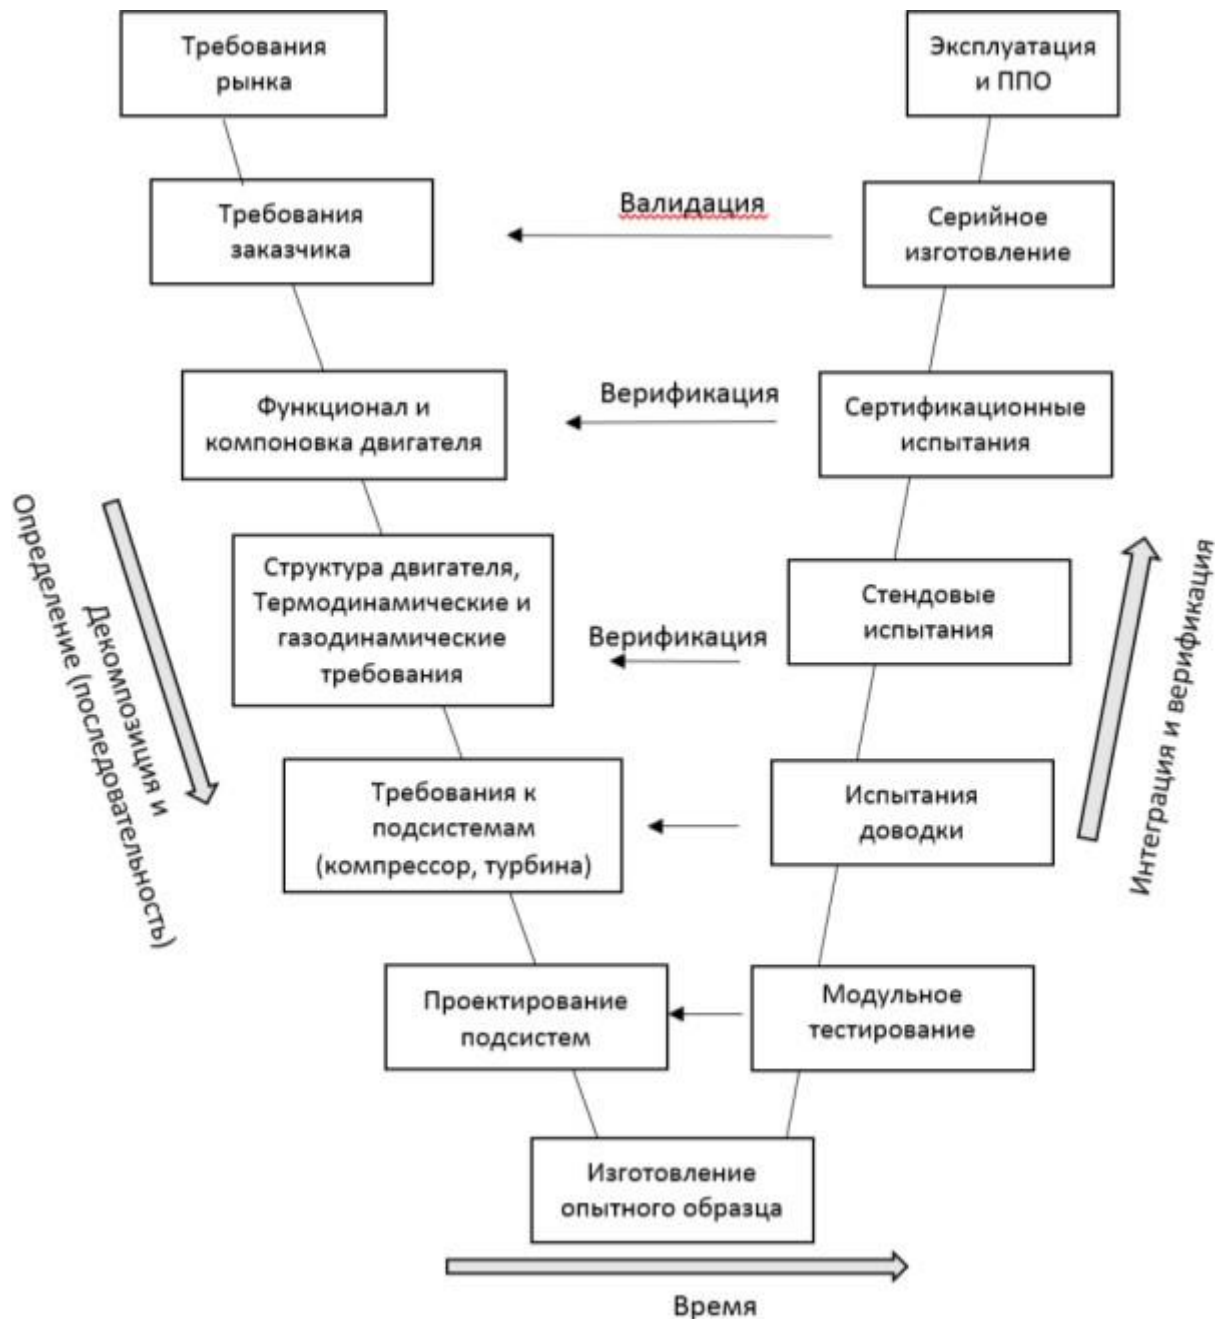 Требования
рынка
Эксплуатация
и ППО
Требования
заказчика
Валидация
Серийное
изготовление
Функционал и
компоновка двигателя
Верификация
Сертификационные
испытания
Структура двигателя,
Термодинамические и
газодинамические
требования
Верификация
Стендовые
испытания
Декомпозиция и
Определение (последовательность)
Интеграция и верификация
Требования к
подсистемам
(компрессор, турбина)
Испытания
доводки
Проектирование
подсистем
Модульное
тестирование
Изготовление
опытного образца
Время